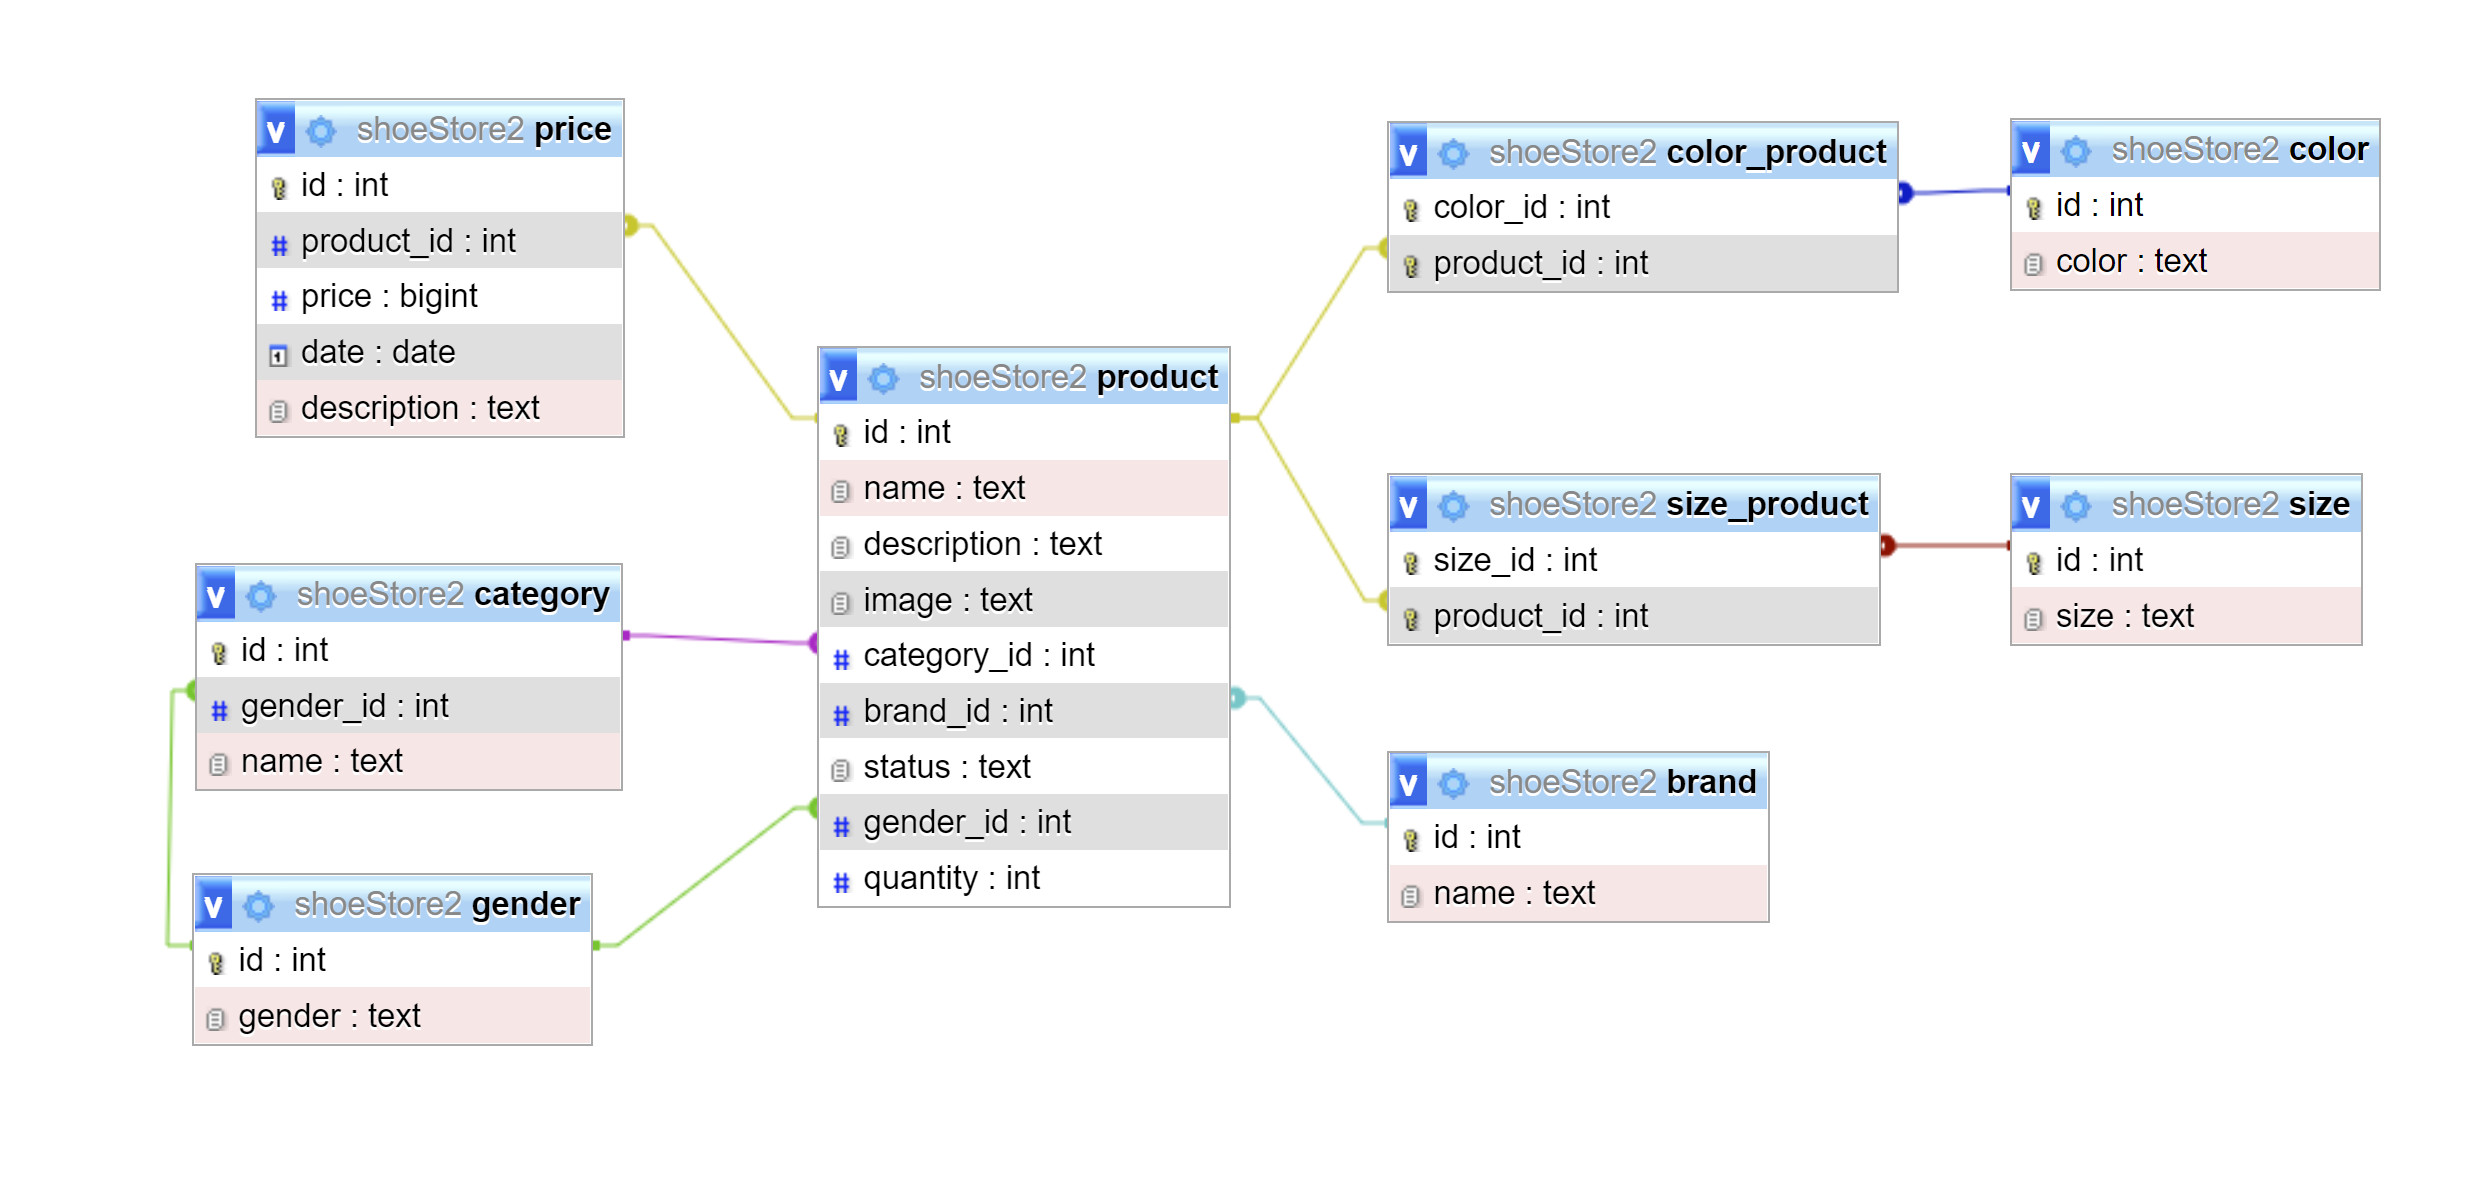 shoeStore2 price
id : int
product_id : int
price : bigint
date : date
description : text
shoeStore2 category
id : int
gender_id : int
name : text
shoeStore2 gender
id : int
gender : text
shoeStore2 product
id : int
name : text
description : text
image : text
category_id : int
brand_id : int
status : text
gender_id : int
quantity : int
shoeStore2 color_product
color_id : int
product_id : int
shoeStore2 color
id : int
color : text
shoeStore2 size_product
size_id : int
product_id : int
shoeStore2 size
id : int
size : text
shoeStore2 brand
id : int
name : text